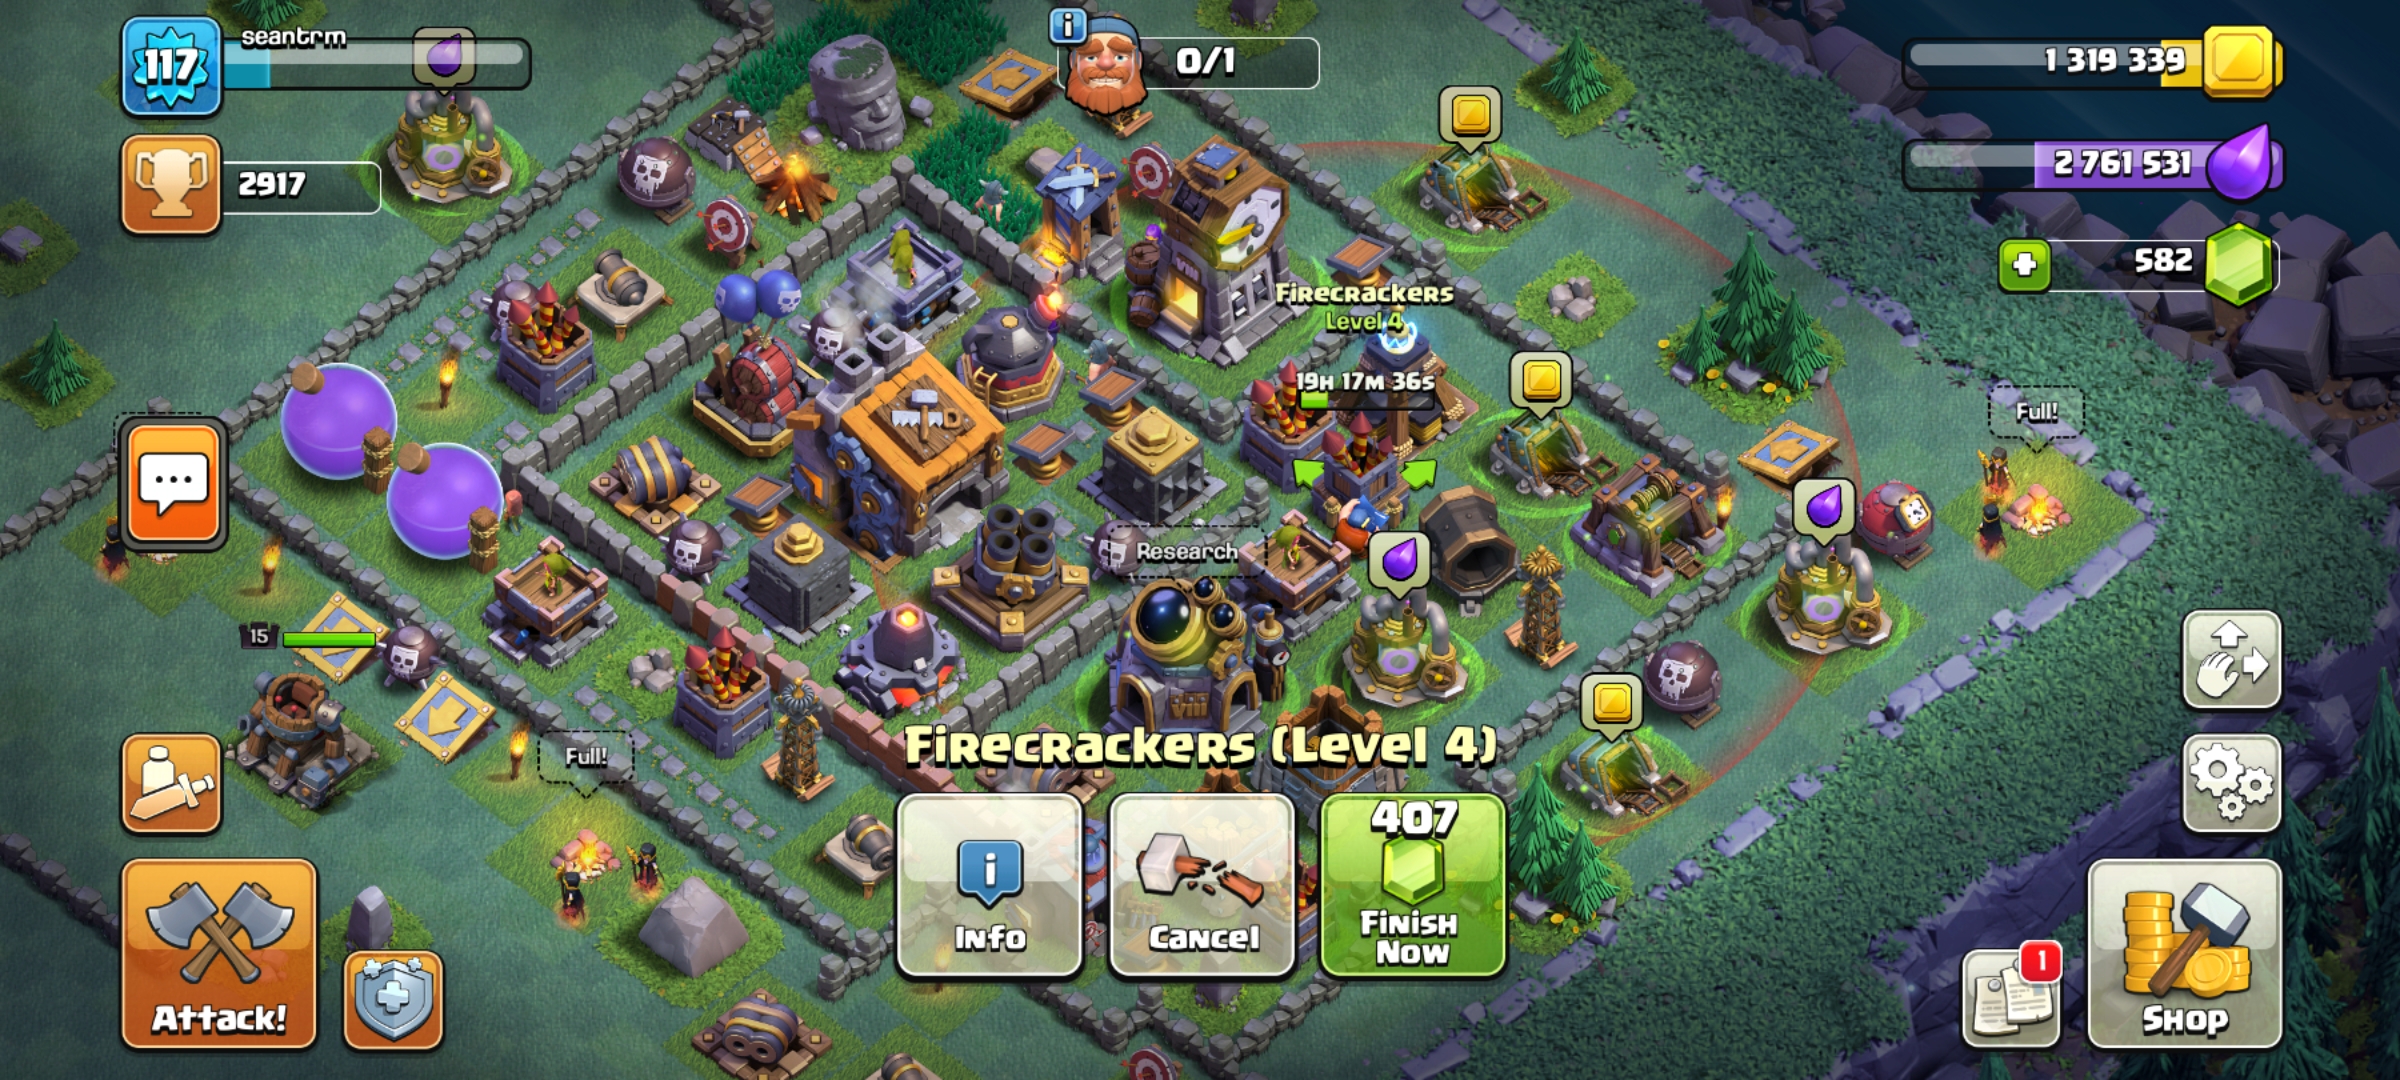 117
seantrm
0/1
1 319 339
2917
2 761 531
582
Firecrackers
Level 4
19H 17M 36s
Full!
Research
15
VIII
Full!
Firecrackers (Level 4)
407
Info
Cancel
Finish
Now
Attack!
1
Shop